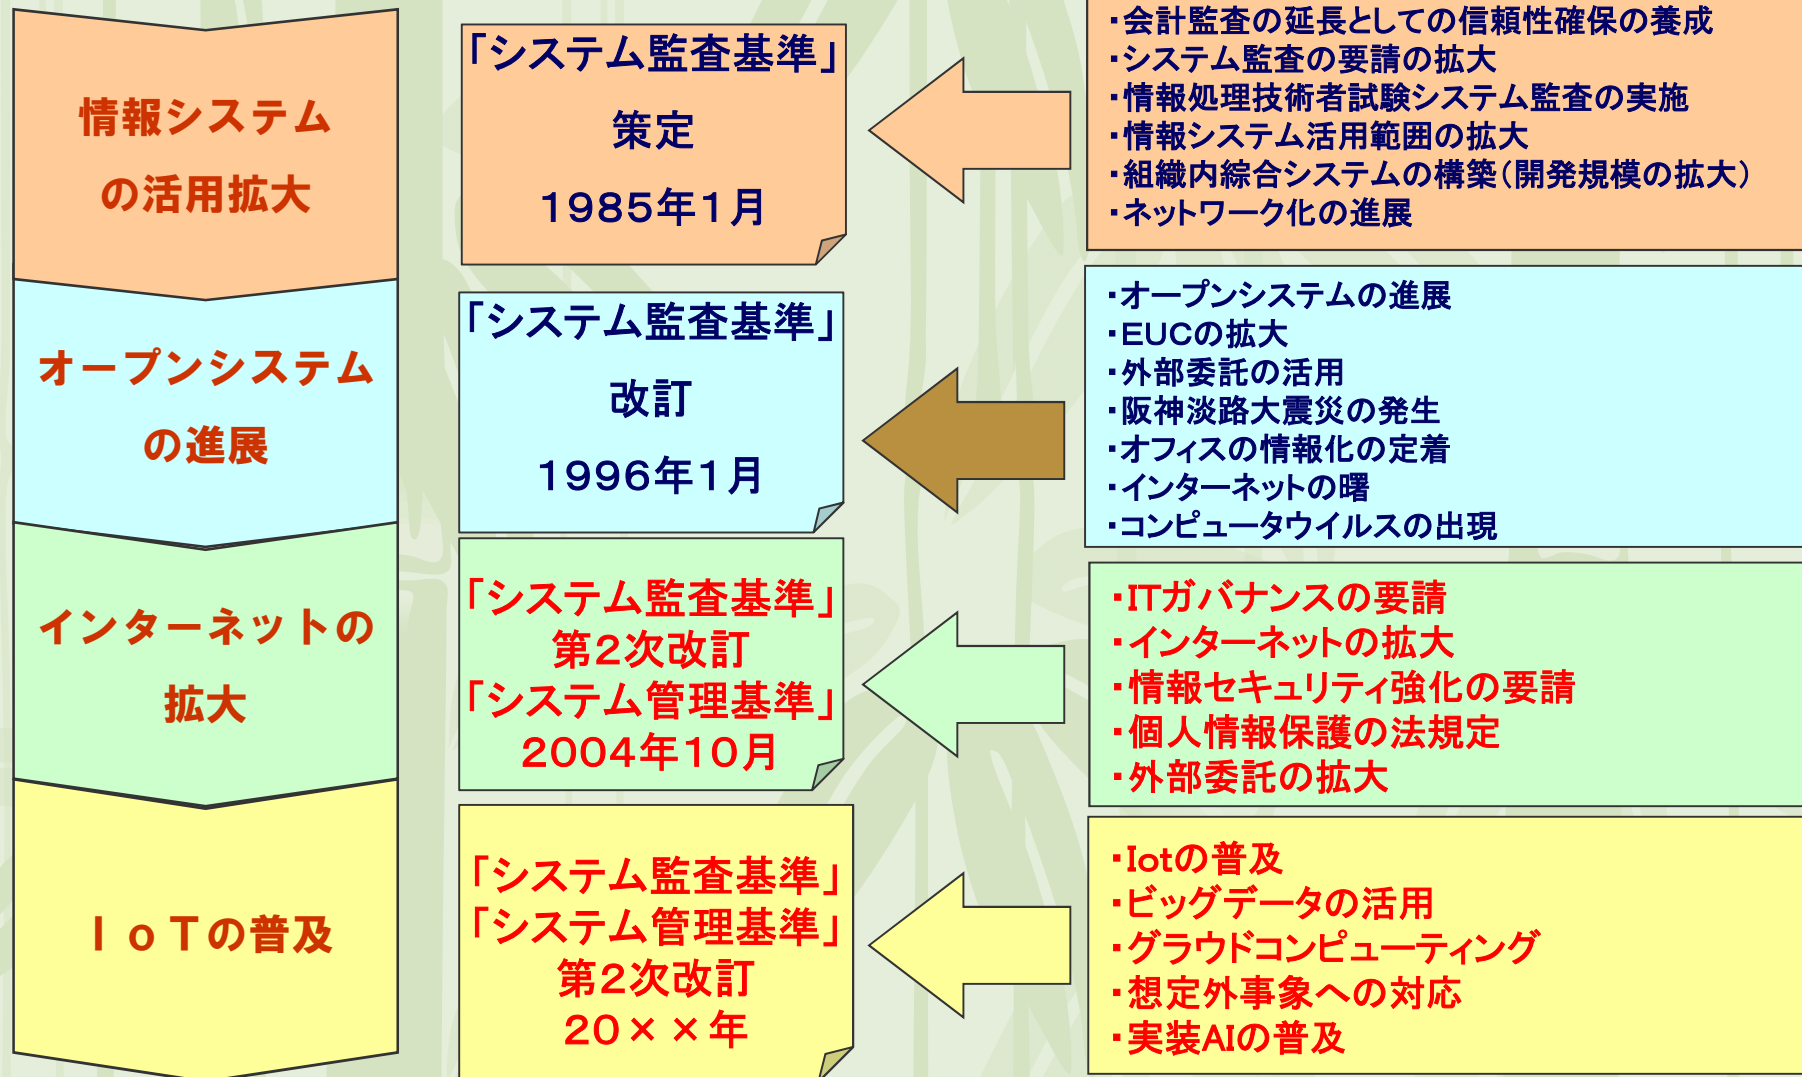 情報システム
の活用拡大
「システム監査基準」
策定
1985年1月
・会計監査の延長としての信頼性確保の養成
・システム監査の要請の拡大
・情報処理技術者試験システム監査の実施
・情報システム活用範囲の拡大
・組織内綜合システムの構築(開発規模の拡大)
・ネットワーク化の進展
オープンシステム
の進展
「システム監査基準」
改訂
1996年1月
・オープンシステムの進展
・EUCの拡大
・外部委託の活用
・阪神淡路大震災の発生
・オフィスの情報化の定着
・インターネットの曙
・コンピュータウイルスの出現
インターネットの
拡大
「システム監査基準」
第2次改訂
「システム管理基準」
2004年10月
・ITガバナンスの要請
・インターネットの拡大
・情報セキュリティ強化の要請
・個人情報保護の法規定
・外部委託の拡大
IoTの普及
「システム監査基準」
「システム管理基準」
第2次改訂
20××年
・Iotの普及
・ビッグデータの活用
・グラウドコンピューティング
・想定外事象への対応
・実装AIの普及